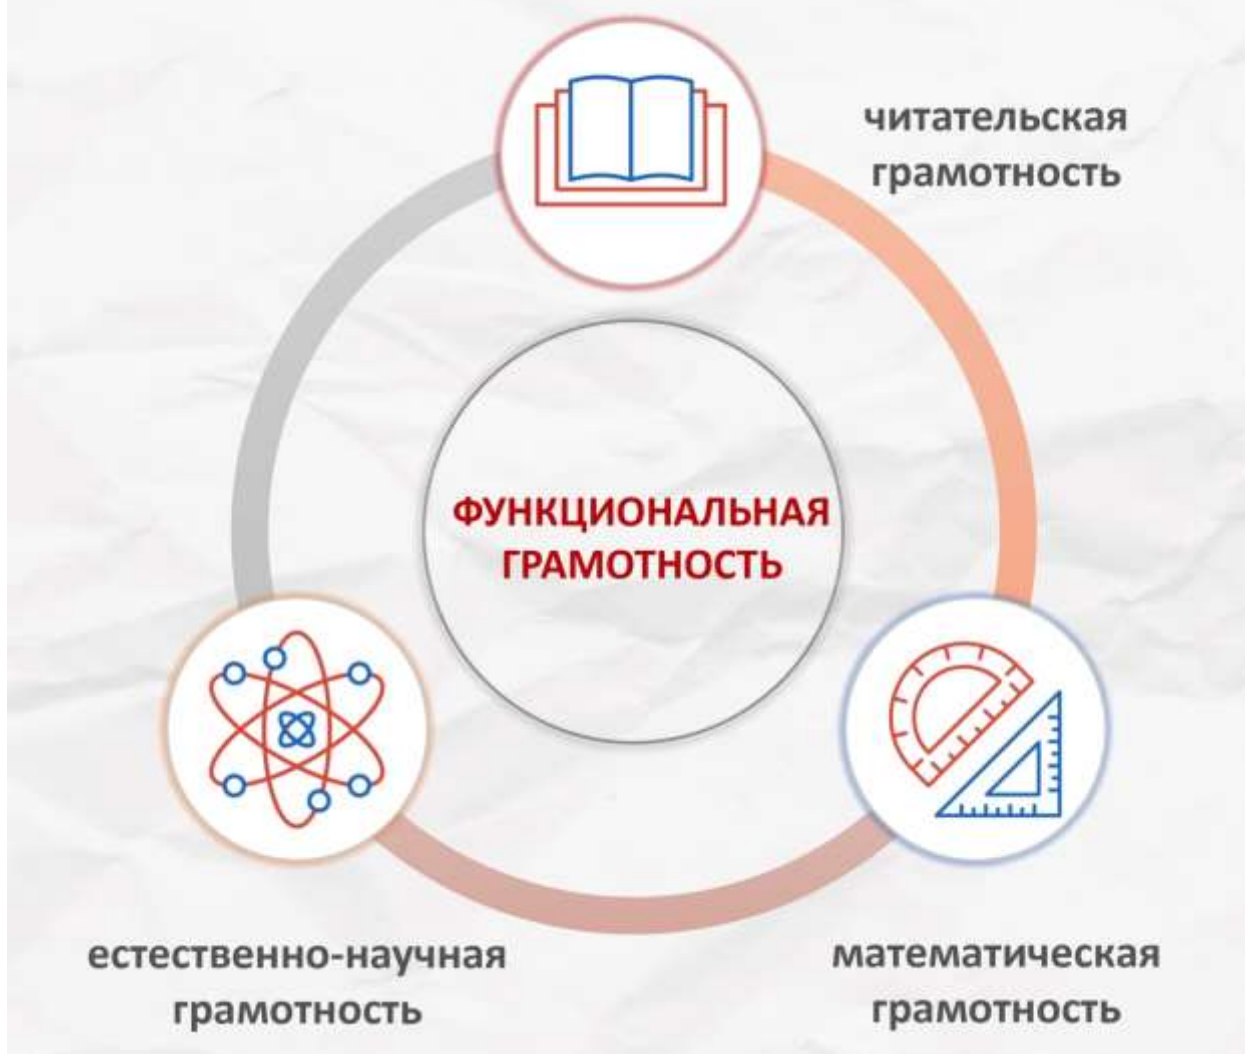 читательская
грамотность
ФУНКЦИОНАЛЬНАЯ
ГРАМОТНОСТЬ
естественно-научная
грамотность
математическая
грамотность